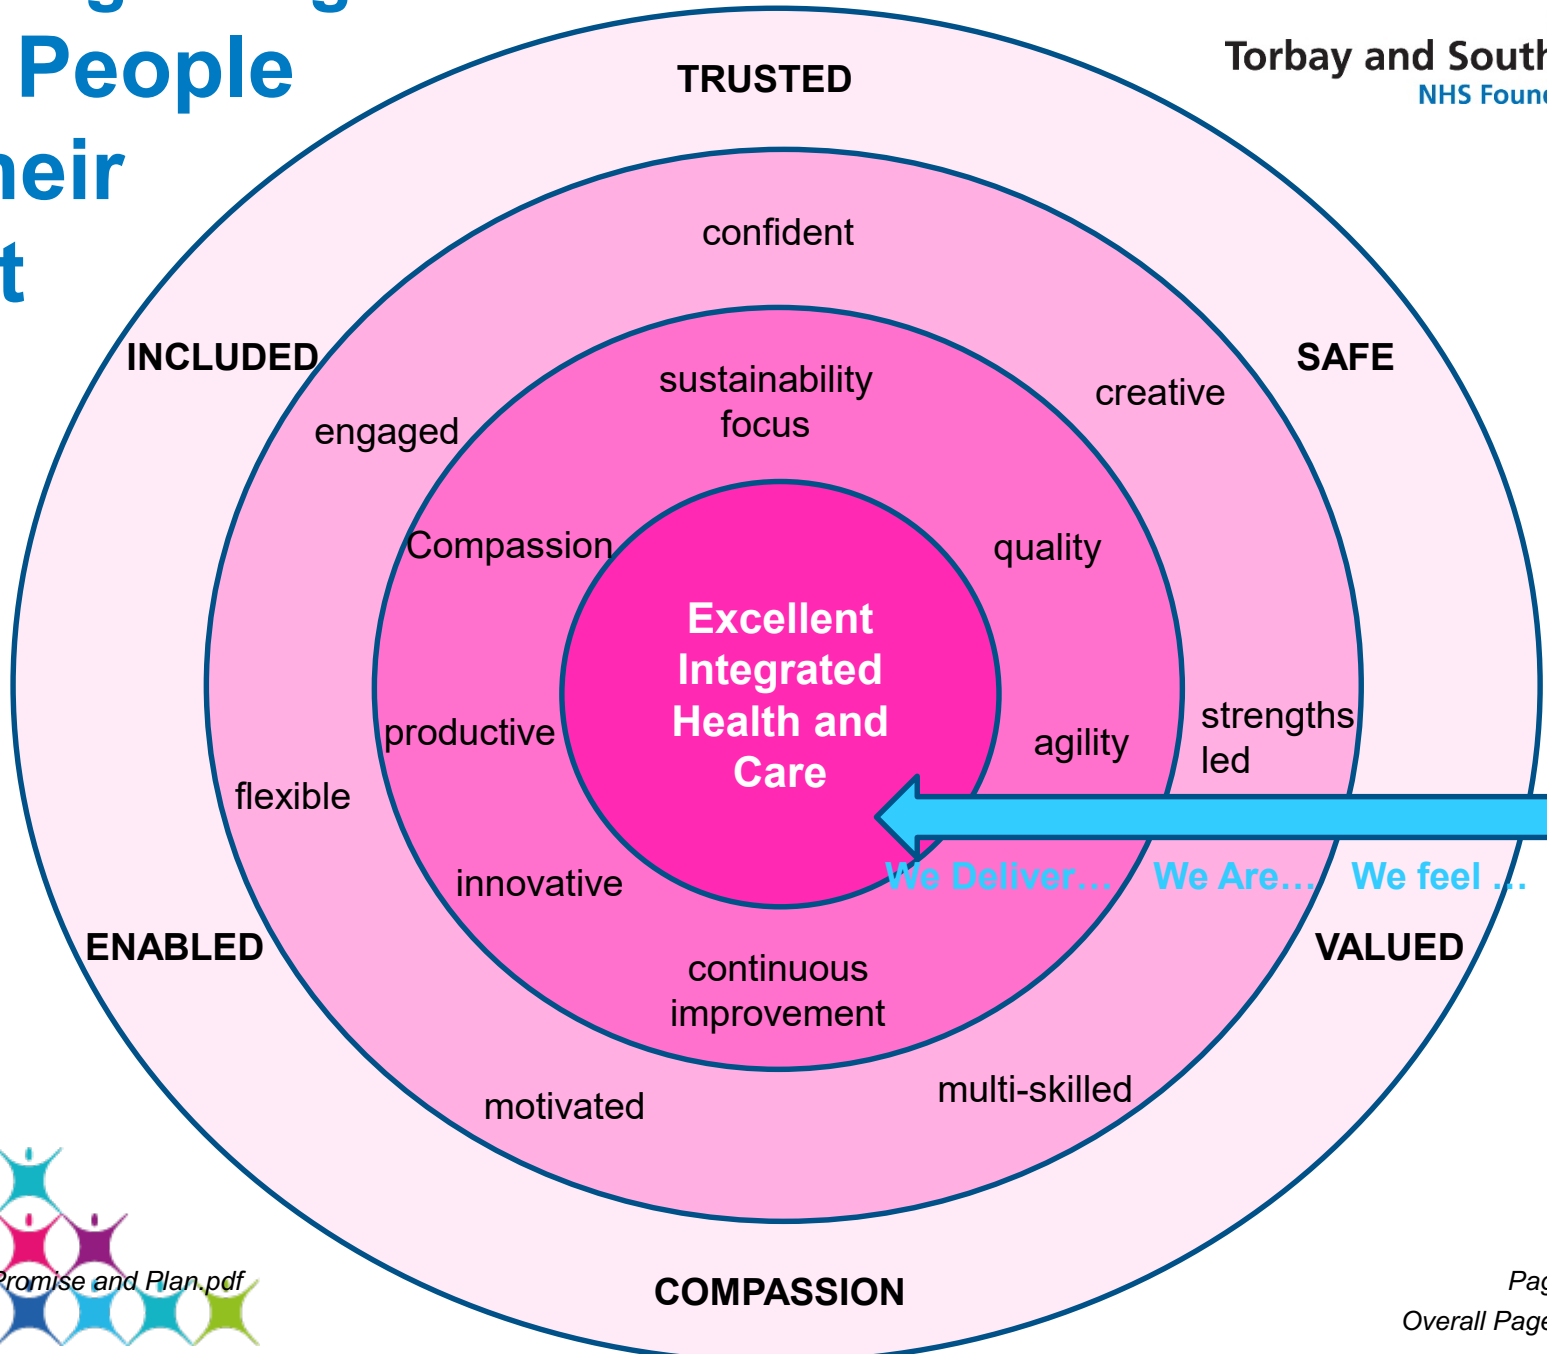 People
TRUSTED
Torbay and South
NHS Found
heir
t
confident
INCLUDED
SAFE
sustainability
focus
creative
engaged
Compassion
quality
Excellent
Integrated
Health and
Care
productive
agility
strengths
led
flexible
innovative
We Deliver...
We Are...
We feel ...
ENABLED
VALUED
continuous
improvement
motivated
multi-skilled
Promise and Plan.pdf
COMPASSION
Pag
Overall Page